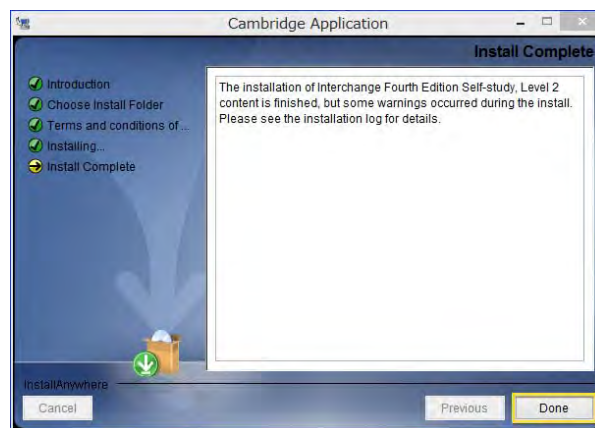 Cambridge Application
Install Complete
Introduction
Choose Install Folder
Terms and conditions of...
Installing...
Install Complete
The installation of Interchange Fourth Edition Self-study, Level 2
content is finished, but some warnings occurred during the install.
Please see the installation log for details.
InstallAnywhere
Cancel
Previous
Done